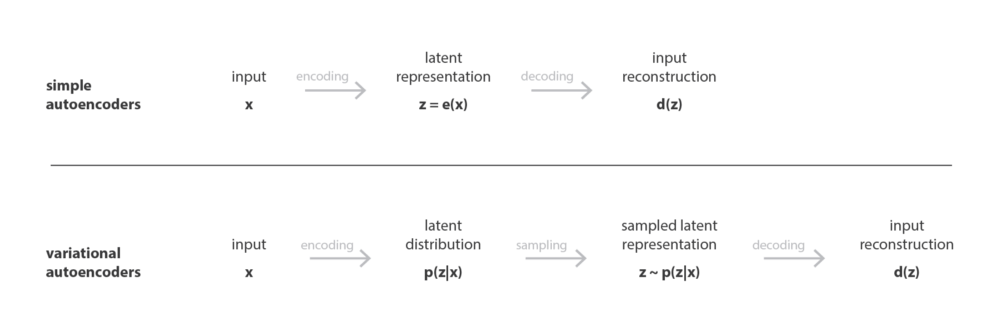 simple
autoencoders
input
x
encoding
latent
representation
z = e(x)
decoding
input
reconstruction
d(z)
variational
autoencoders
input
x
encoding
latent
distribution
p(z|x)
sampling
sampled latent
representation
z ~ p(z|x)
decoding
input
reconstruction
d(z)